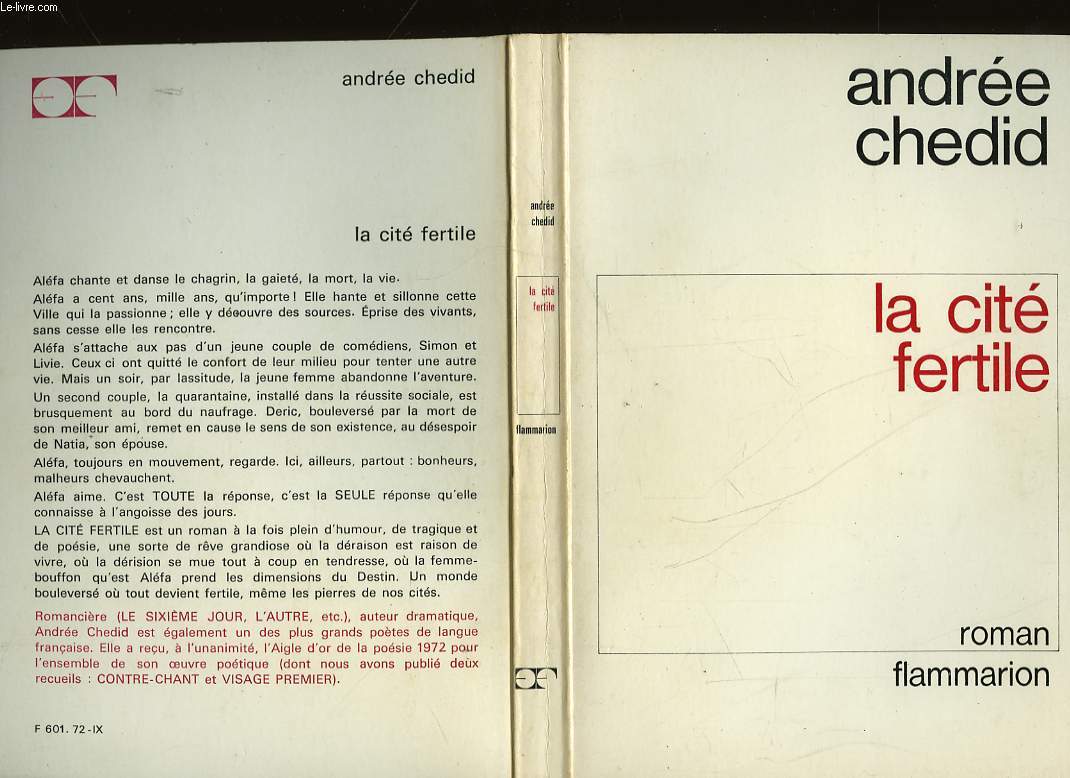 Le-livre.com
andrée chedid
la cité fertile
Aléfa chante et danse le chagrin, la gaieté, la mort, la vie.
Aléfa a cent ans, mille ans, qu'importe ! Elle hante et sillonne cette
Ville qui la passionne ; elle y découvre des sources. Éprise des vivants,
sans cesse elle les rencontre.
Aléfa s'attache aux pas d'un jeune couple de comédiens, Simon et
Livie. Ceux ci ont quitté le confort de leur milieu pour tenter une autre
vie. Mais un soir, par lassitude, la jeune femme abandonne l'aventure.
Un second couple, la quarantaine, installé dans la réussite sociale, est
brusquement au bord du naufrage. Deric, bouleversé par la mort de
son meilleur ami, remet en cause le sens de son existence, au désespoir
de Natia, son épouse.
Aléfa, toujours en mouvement, regarde. Ici, ailleurs, partout : bonheurs,
malheurs chevauchent.
Aléfa aime. C'est TOUTE la réponse, c'est la SEULE réponse qu'elle
connaisse à l'angoisse des jours.
LA CITÉ FERTILE est un roman à la fois plein d'humour, de tragique et
de poésie, une sorte de rêve grandiose où la déraison est raison de
vivre, où la dérision se mue tout à coup en tendresse, où la femme-
bouffon qu'est Aléfa prend les dimensions du Destin. Un monde
bouleversé où tout devient fertile, même les pierres de nos cités.
Romancière (LE SIXIÈME JOUR, L'AUTRE, etc.), auteur dramatique,
Andrée Chedid est également un des plus grands poètes de langue
française. Elle a reçu, à l'unanimité, l'Aigle d'or de la poésie 1972 pour
l'ensemble de son œuvre poétique (dont nous avons publié deux
recueils : CONTRE-CHANT et VISAGE PREMIER).
F 601. 72-IX
andrée
chedid
la cité
fertile
flammarion
andrée
chedid
la cité
fertile
roman
flammarion